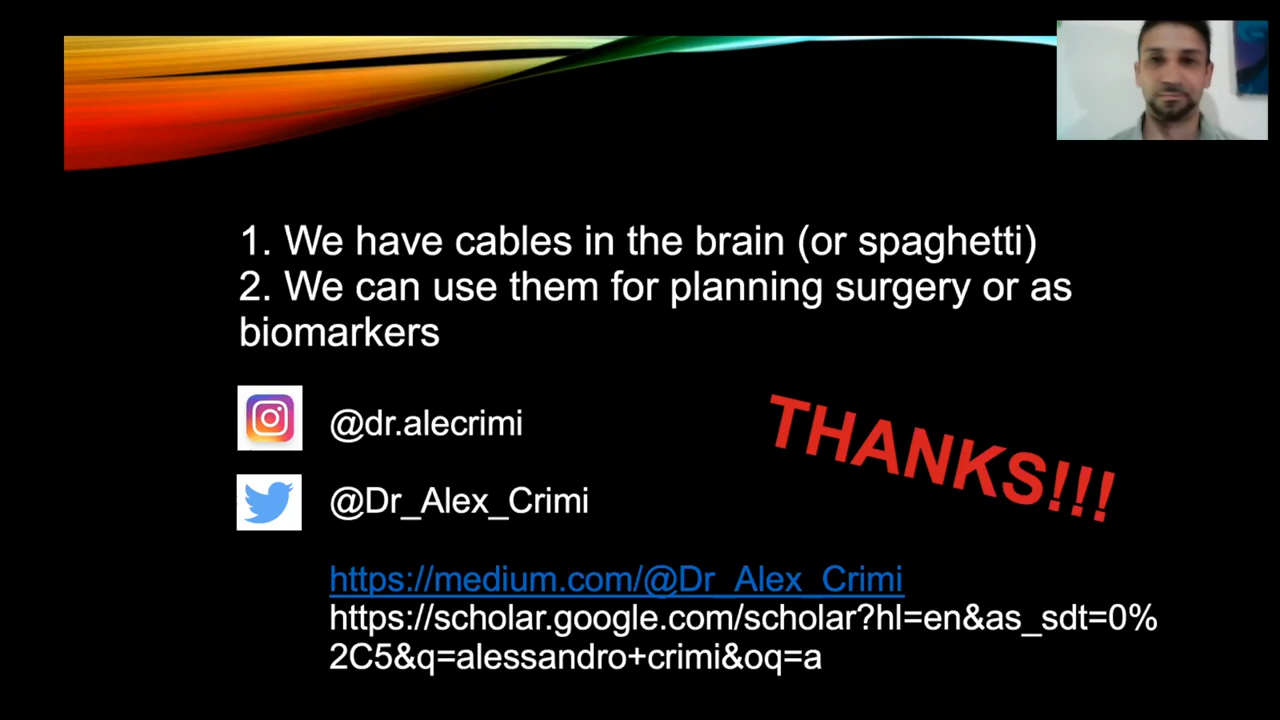 1. We have cables in the brain (or spaghetti)
2. We can use them for planning surgery or as
biomarkers
@dr.alecrimi
THANKS!!!
@Dr_Alex_Crimi
https://medium.com/@Dr_Alex_Crimi
https://scholar.google.com/scholar?hl=en&as_sdt=0%
2C5&q=alessandro+crimi&oq=a